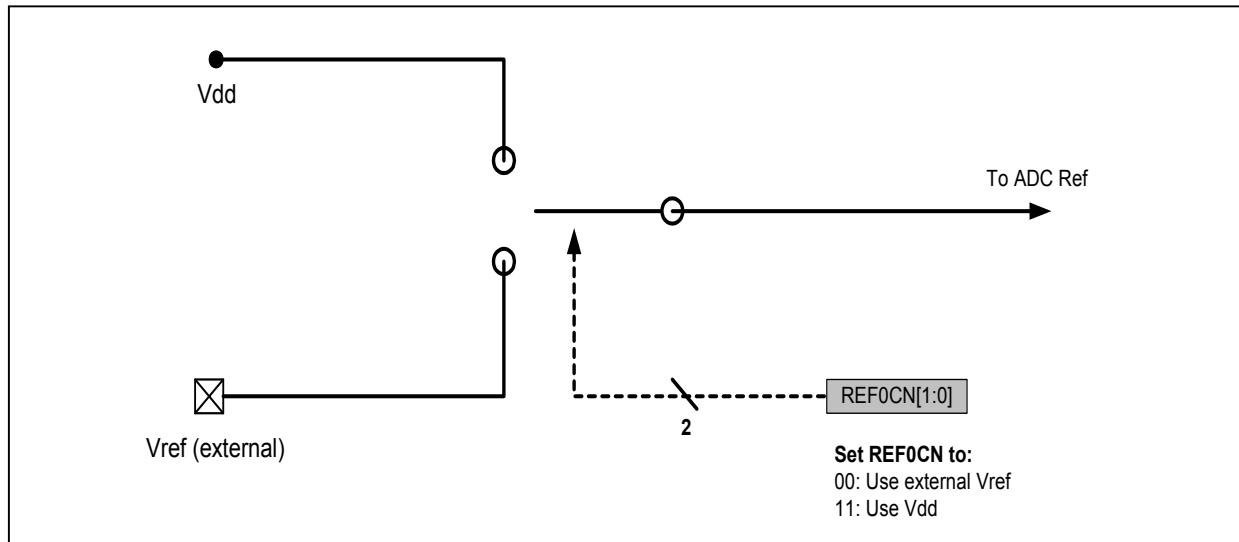 Vdd
To ADC Ref
REF0CN[1:0]
2
Vref (external)
Set REF0CN to:
00: Use external Vref
11: Use Vdd